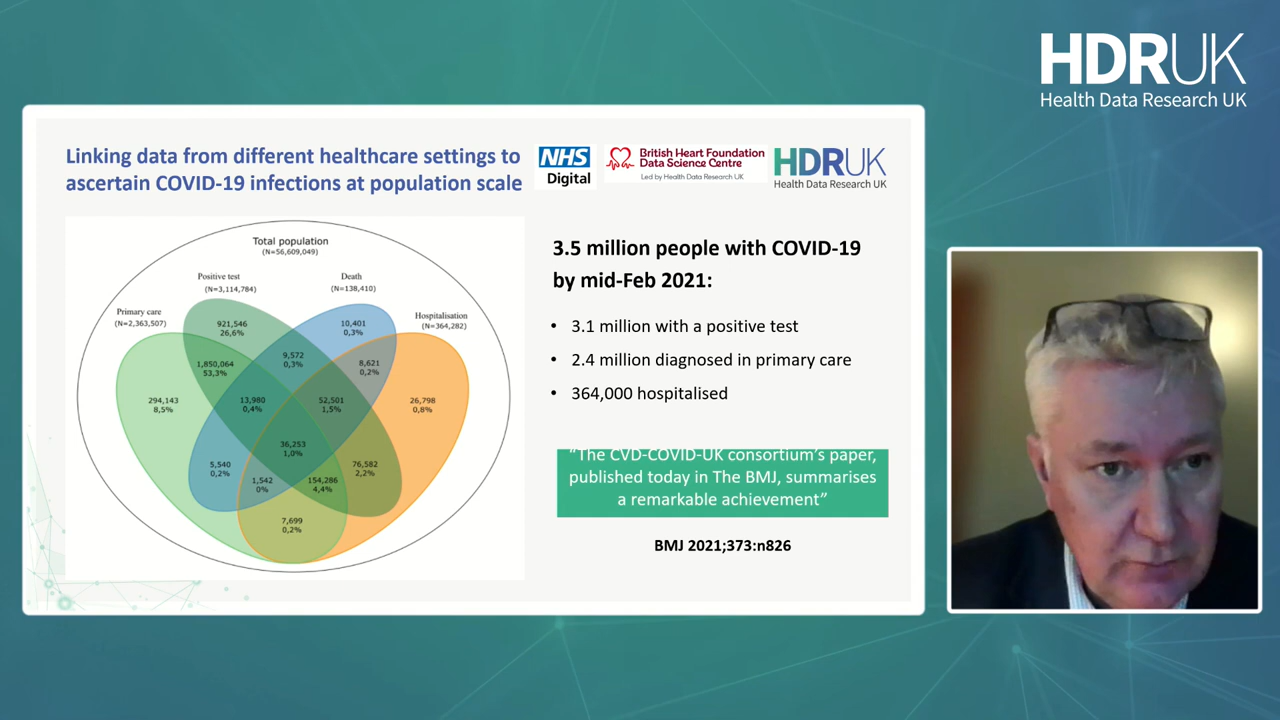 HDRUK
Health Data Research UK
Linking data from different healthcare settings to
ascertain COVID-19 infections at population scale
NHS
Digital
British Heart Foundation
Data Science Centre
Led by Health Data Research UK
HDRUK
Health Data Research UK
Total population
(N=56,609,049)
Positive test
(N=3,114,784)
Death
(N=138,410)
Primary care
(N=2,363,507)
Hospitalisation
(N=364,282)
921,546
26,6%
10,401
0,3%
1,850,064
53,3%
9,572
0,3%
8,621
0,2%
294,143
8,5%
13,980
0,4%
52,501
1,5%
26,798
0,8%
36,253
1,0%
5,540
0,2%
76,582
2,2%
1,542
0%
154,286
4,4%
7,699
0,2%
3.5 million people with COVID-19
by mid-Feb 2021:
• 3.1 million with a positive test
• 2.4 million diagnosed in primary care
• 364,000 hospitalised
“The CVD-COVID-UK consortium’s paper,
published today in The BMJ, summarises
a remarkable achievement”
BMJ 2021;373:n826